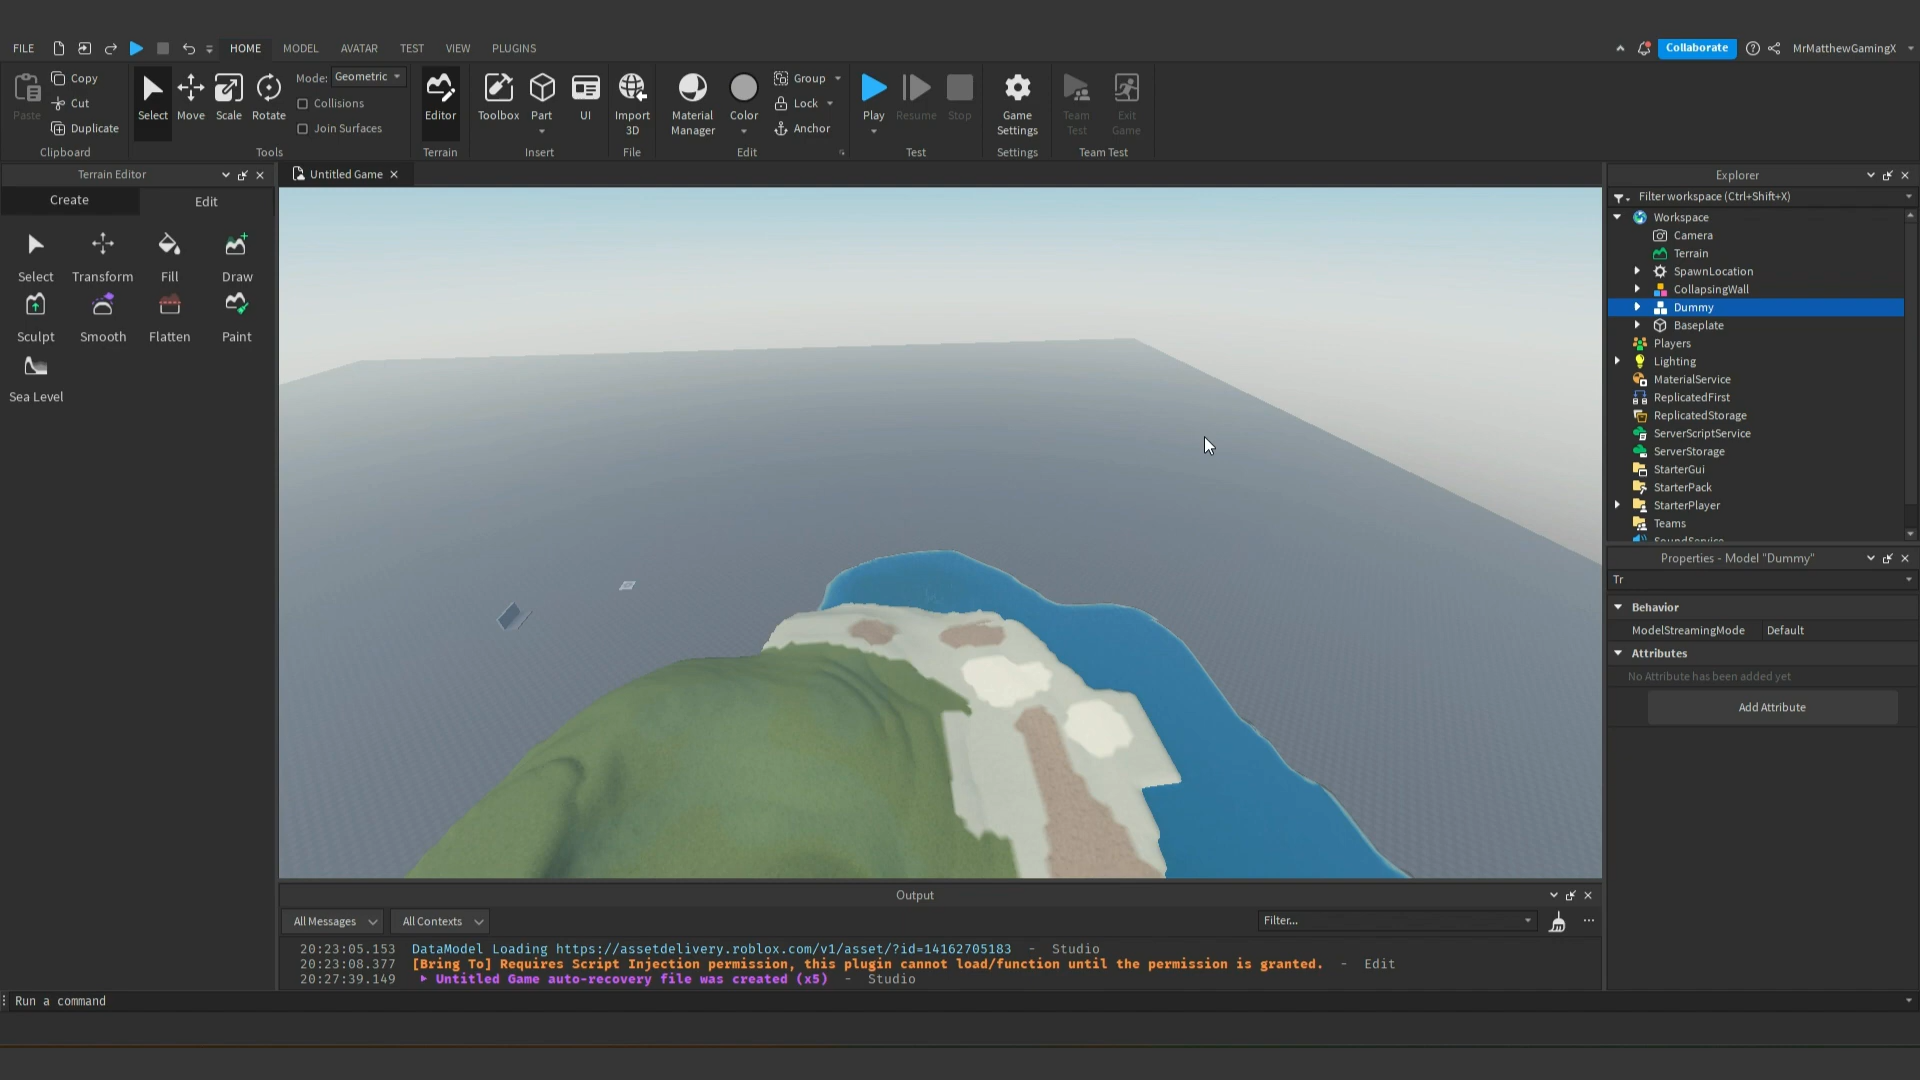 FILE HOME MODEL AVATAR TEST VIEW PLUGINS Collaborate MrMatthewGamingX
Paste Copy Cut Duplicate Clipboard
Select Move Scale Rotate Mode: Geometric Collisions Join Surfaces Tools
Editor Terrain
Toolbox Part UI Insert
Import 3D File
Material Manager Color Group Lock Anchor Edit
Play Resume Stop Test
Game Settings Settings
Team Test Exit Game Team Test
Terrain Editor
Create Edit
Select Transform Fill Draw
Sculpt Smooth Flatten Paint
Sea Level
Untitled Game
Explorer
Filter workspace (Ctrl+Shift+X)
Workspace
Camera
Terrain
SpawnLocation
CollapsingWall
Dummy
Baseplate
Players
Lighting
MaterialService
ReplicatedFirst
ReplicatedStorage
ServerScriptService
ServerStorage
StarterGui
StarterPack
StarterPlayer
Teams
SoundService
Properties - Model "Dummy"
Tr
Behavior
ModelStreamingMode Default
Attributes
No Attribute has been added yet
Add Attribute
Output
All Messages All Contexts Filter...
20:23:05.153 DataModel Loading https://assetdelivery.roblox.com/v1/asset/?id=14162705183 - Studio
20:23:08.377 [Bring To] Requires Script Injection permission, this plugin cannot load/function until the permission is granted. - Edit
20:27:39.149 Untitled Game auto-recovery file was created (x5) - Studio
Run a command